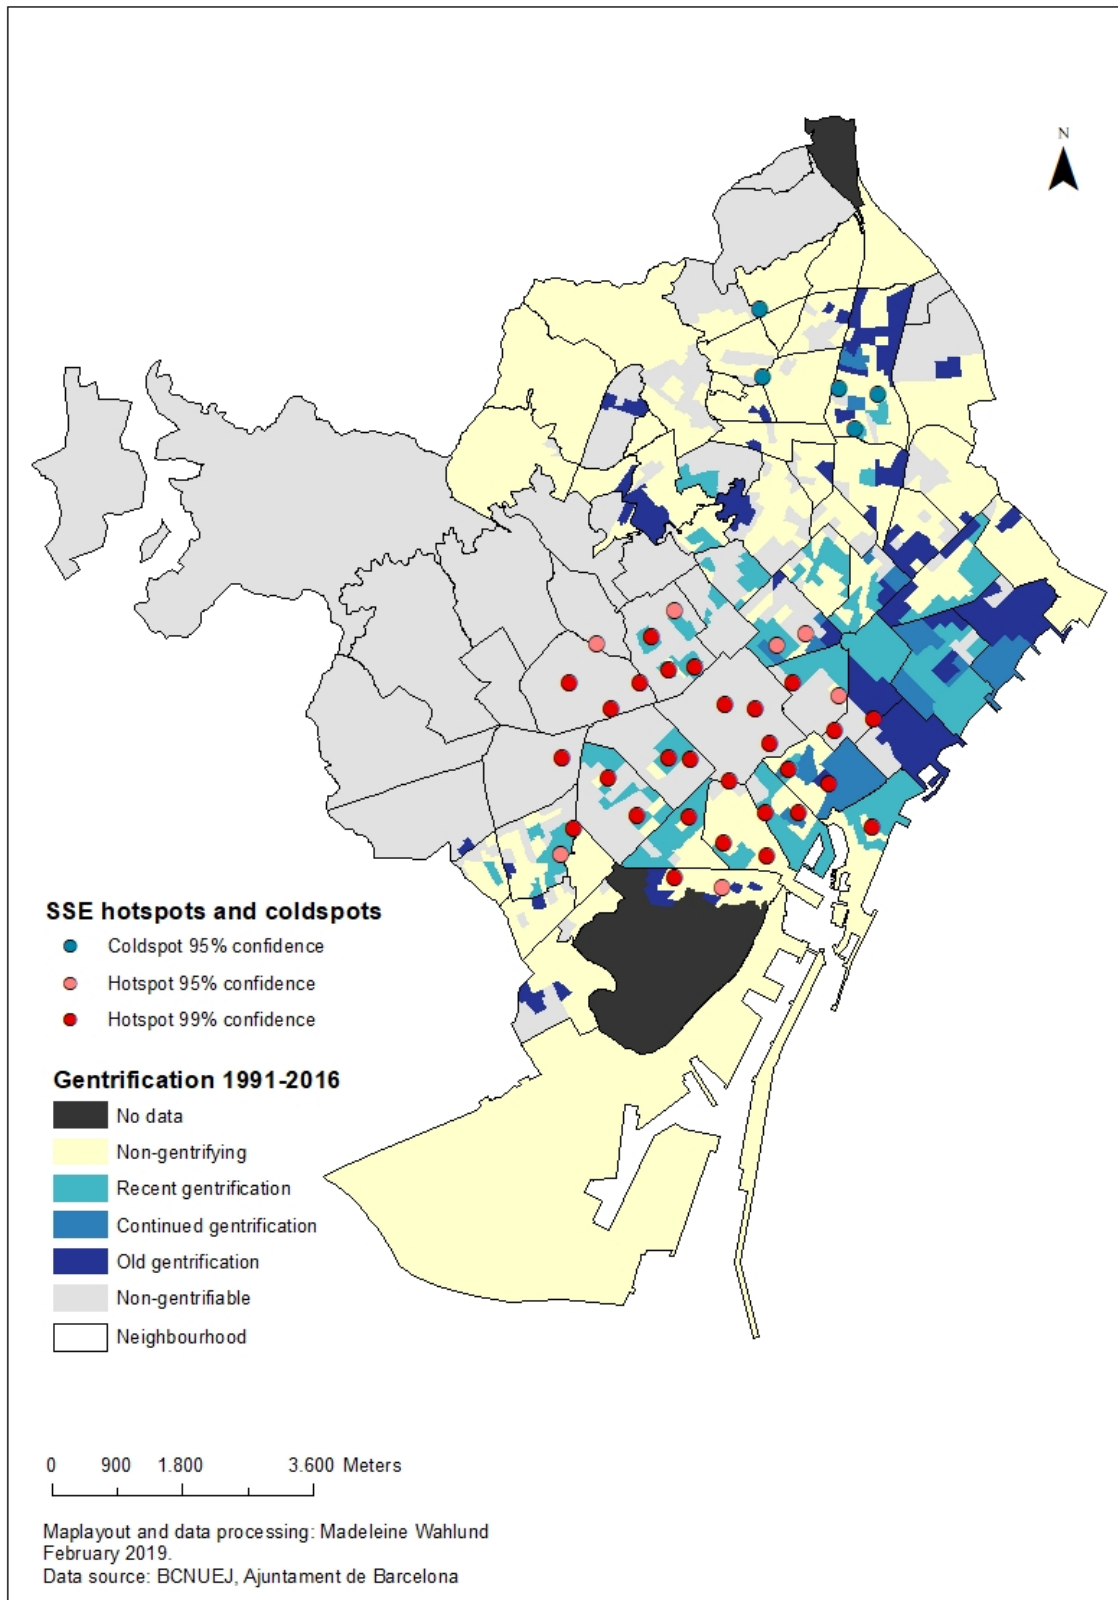 N
SSE hotspots and coldspots
Coldspot 95% confidence
Hotspot 95% confidence
Hotspot 99% confidence
Gentrification 1991-2016
No data
Non-gentrifying
Recent gentrification
Continued gentrification
Old gentrification
Non-gentrifiable
Neighbourhood
0 900 1.800 3.600 Meters
Maplayout and data processing: Madeleine Wahlund
February 2019.
Data source: BCNUEJ, Ajuntament de Barcelona